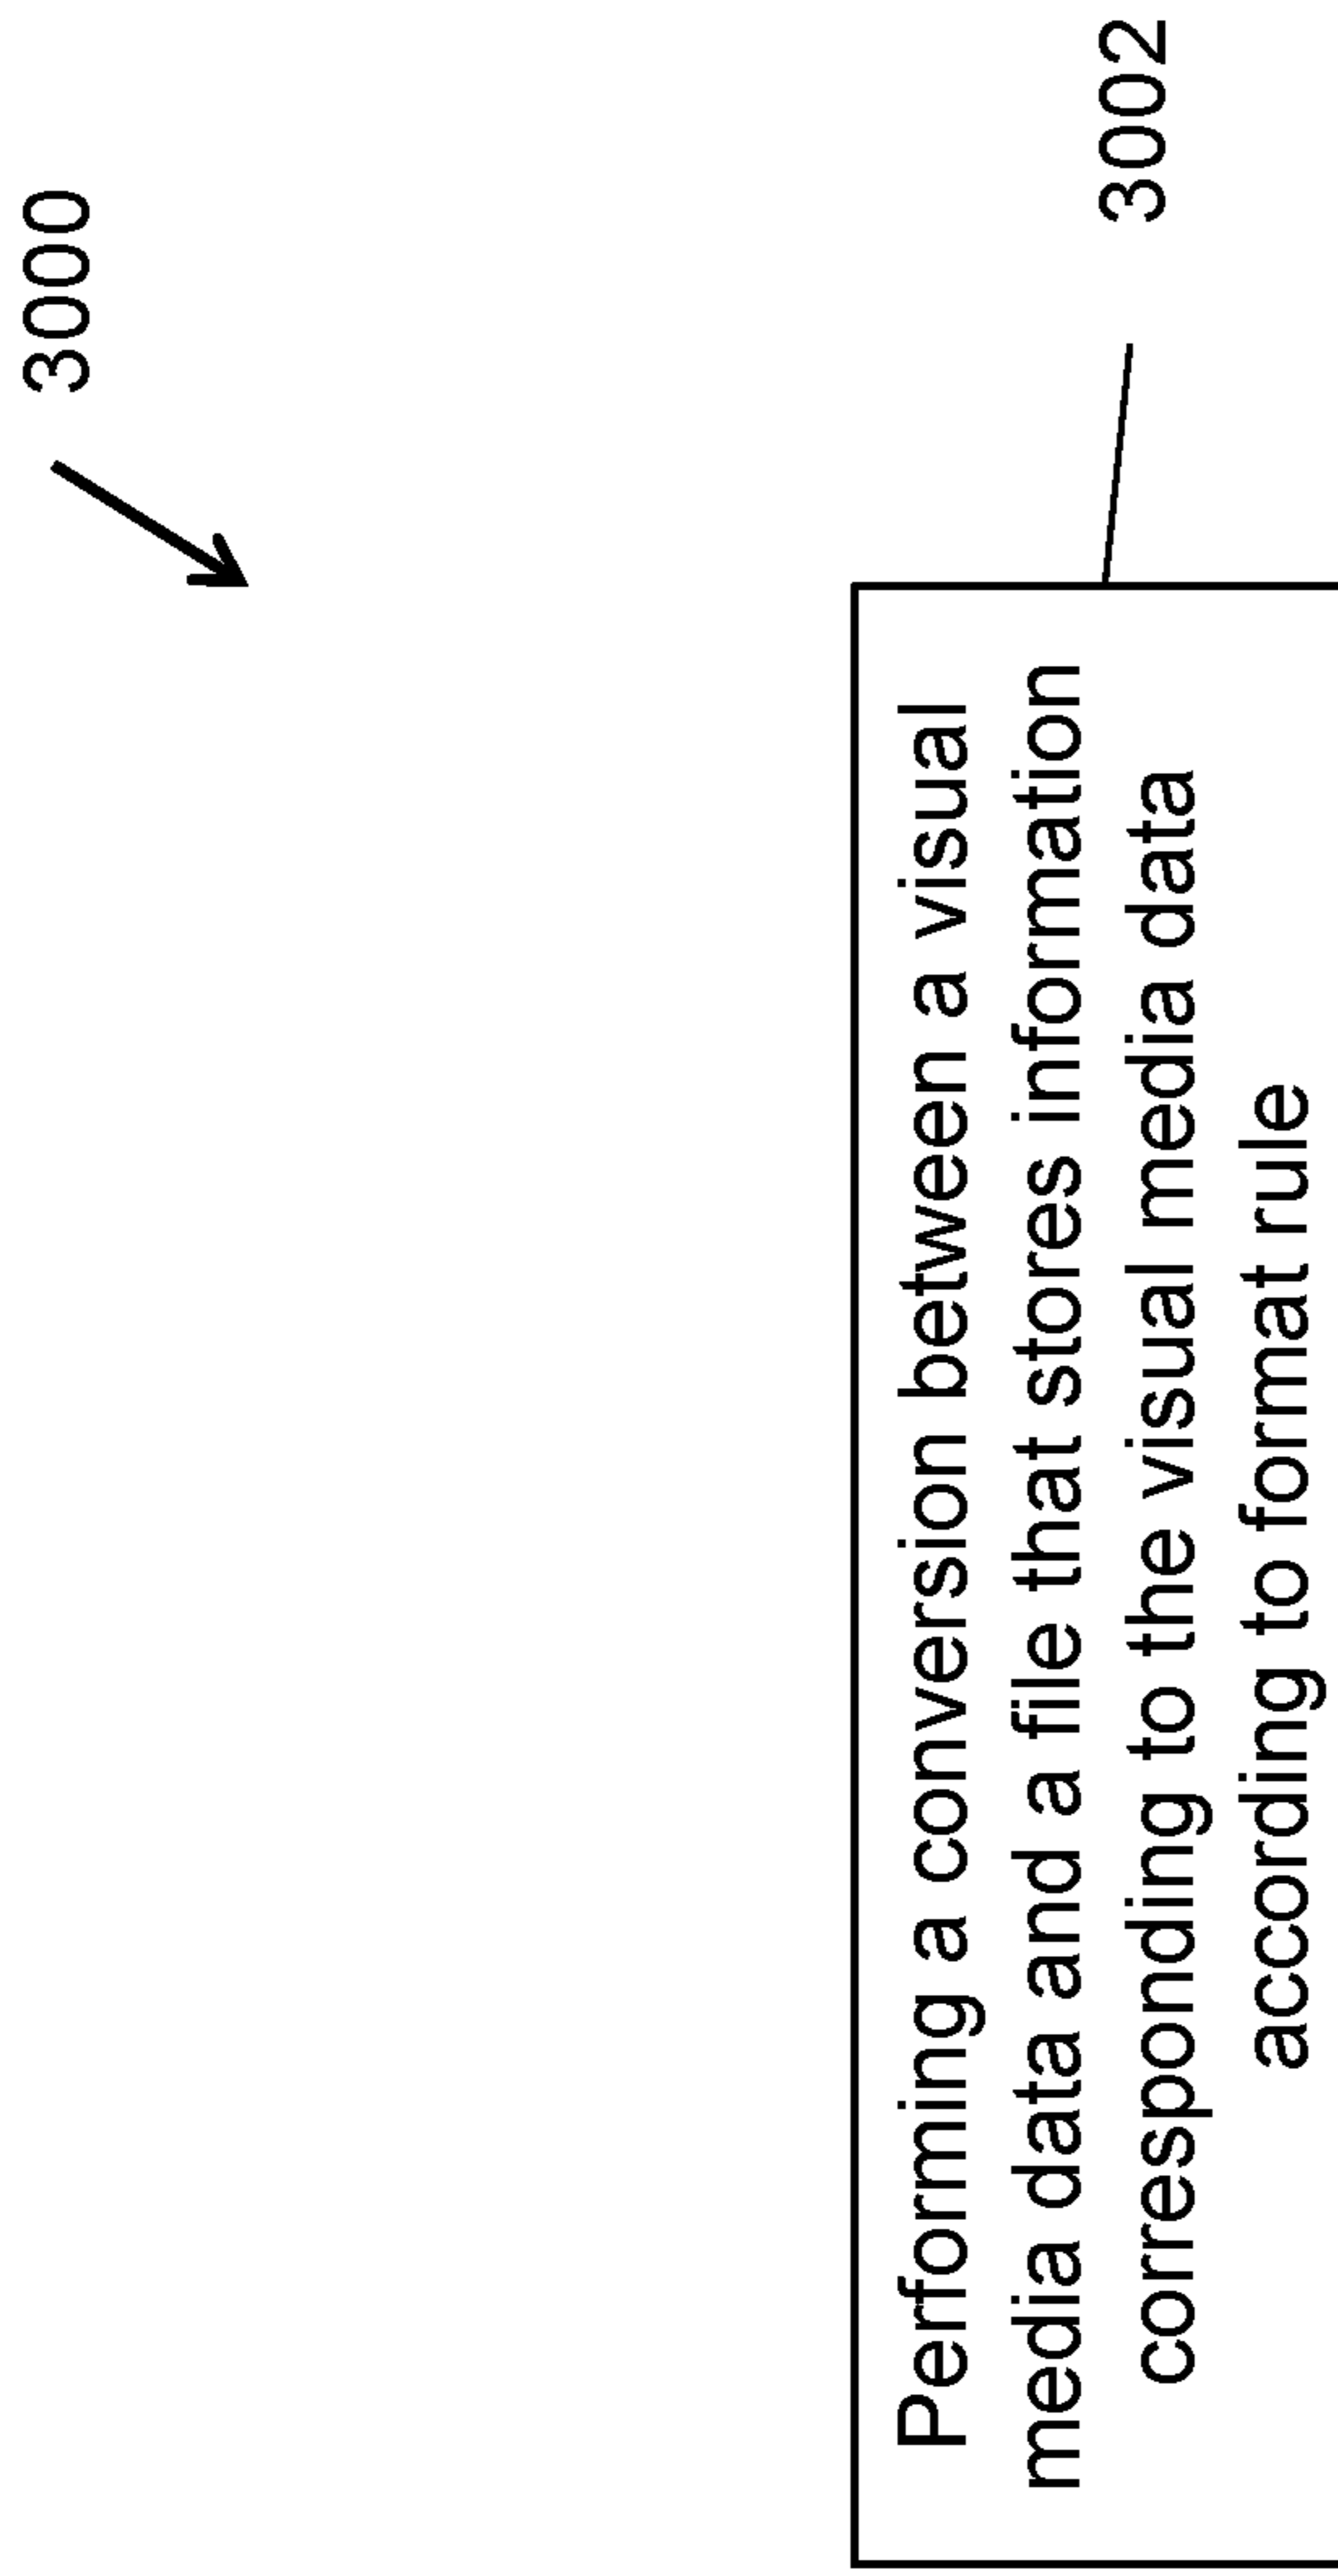 3000
Performing a conversion between a visual
media data and a file that stores information
corresponding to the visual media data
according to format rule
3002